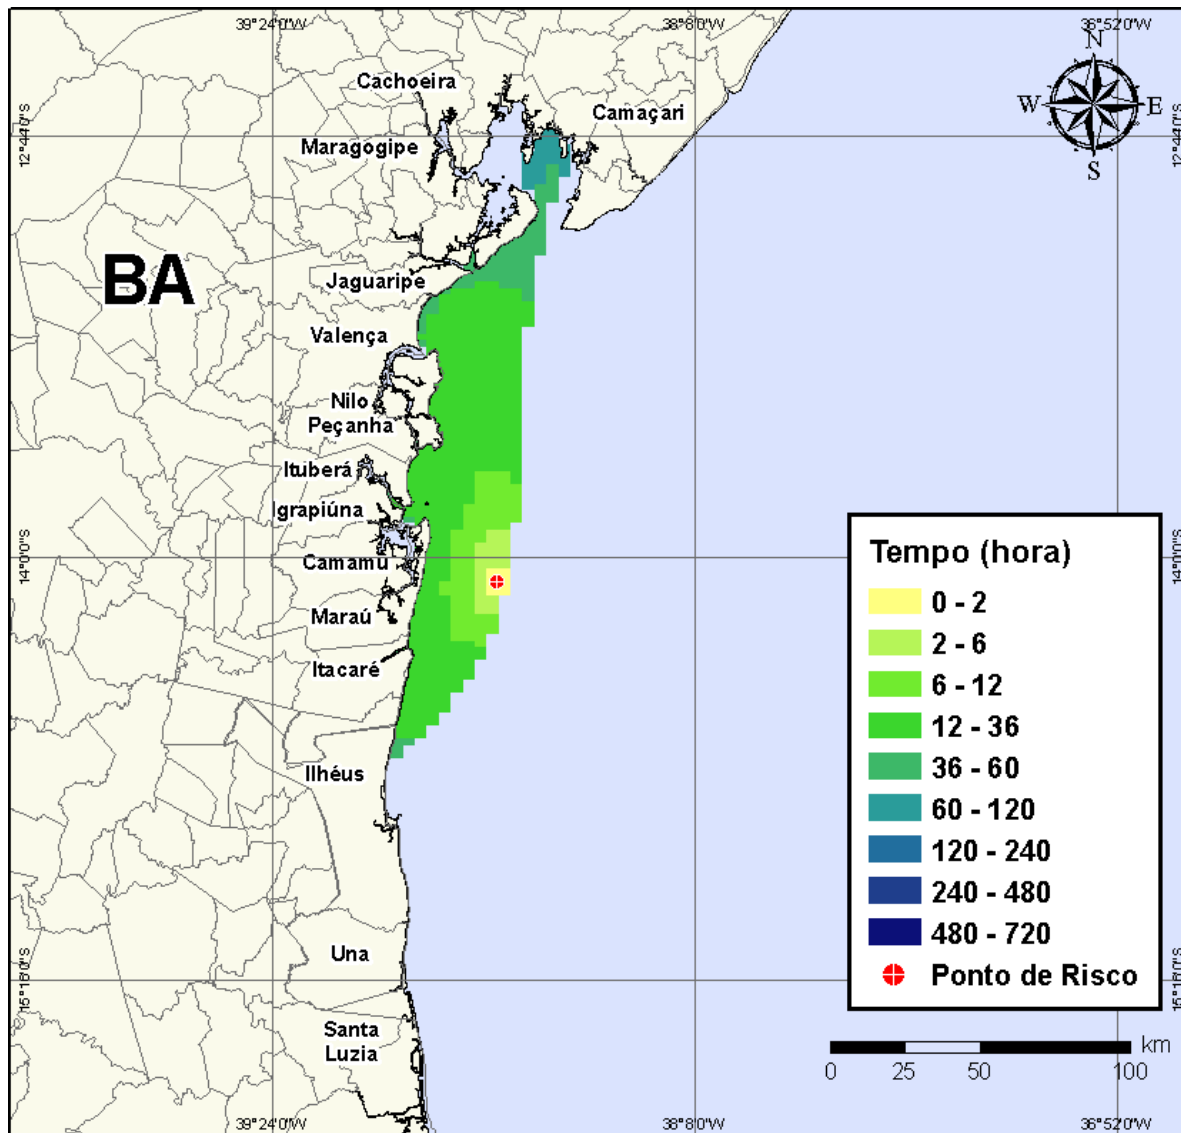 39°24'0"W
38°8'0"W
36°52'0"W
N
W
E
S
12°44'0"S
12°44'0"S
Cachoeira
Camaçari
Maragogipe
BA
Jaguaripe
Valença
Nilo
Peçanha
Ituberá
Igrapiúna
14°0'0"S
14°0'0"S
Camamú
Maraú
Itacaré
Ilhéus
Una
15°16'0"S
15°16'0"S
Santa
Luzia
Tempo (hora)
0 - 2
2 - 6
6 - 12
12 - 36
36 - 60
60 - 120
120 - 240
240 - 480
480 - 720
Ponto de Risco
km
0 25 50 100
39°24'0"W
38°8'0"W
36°52'0"W